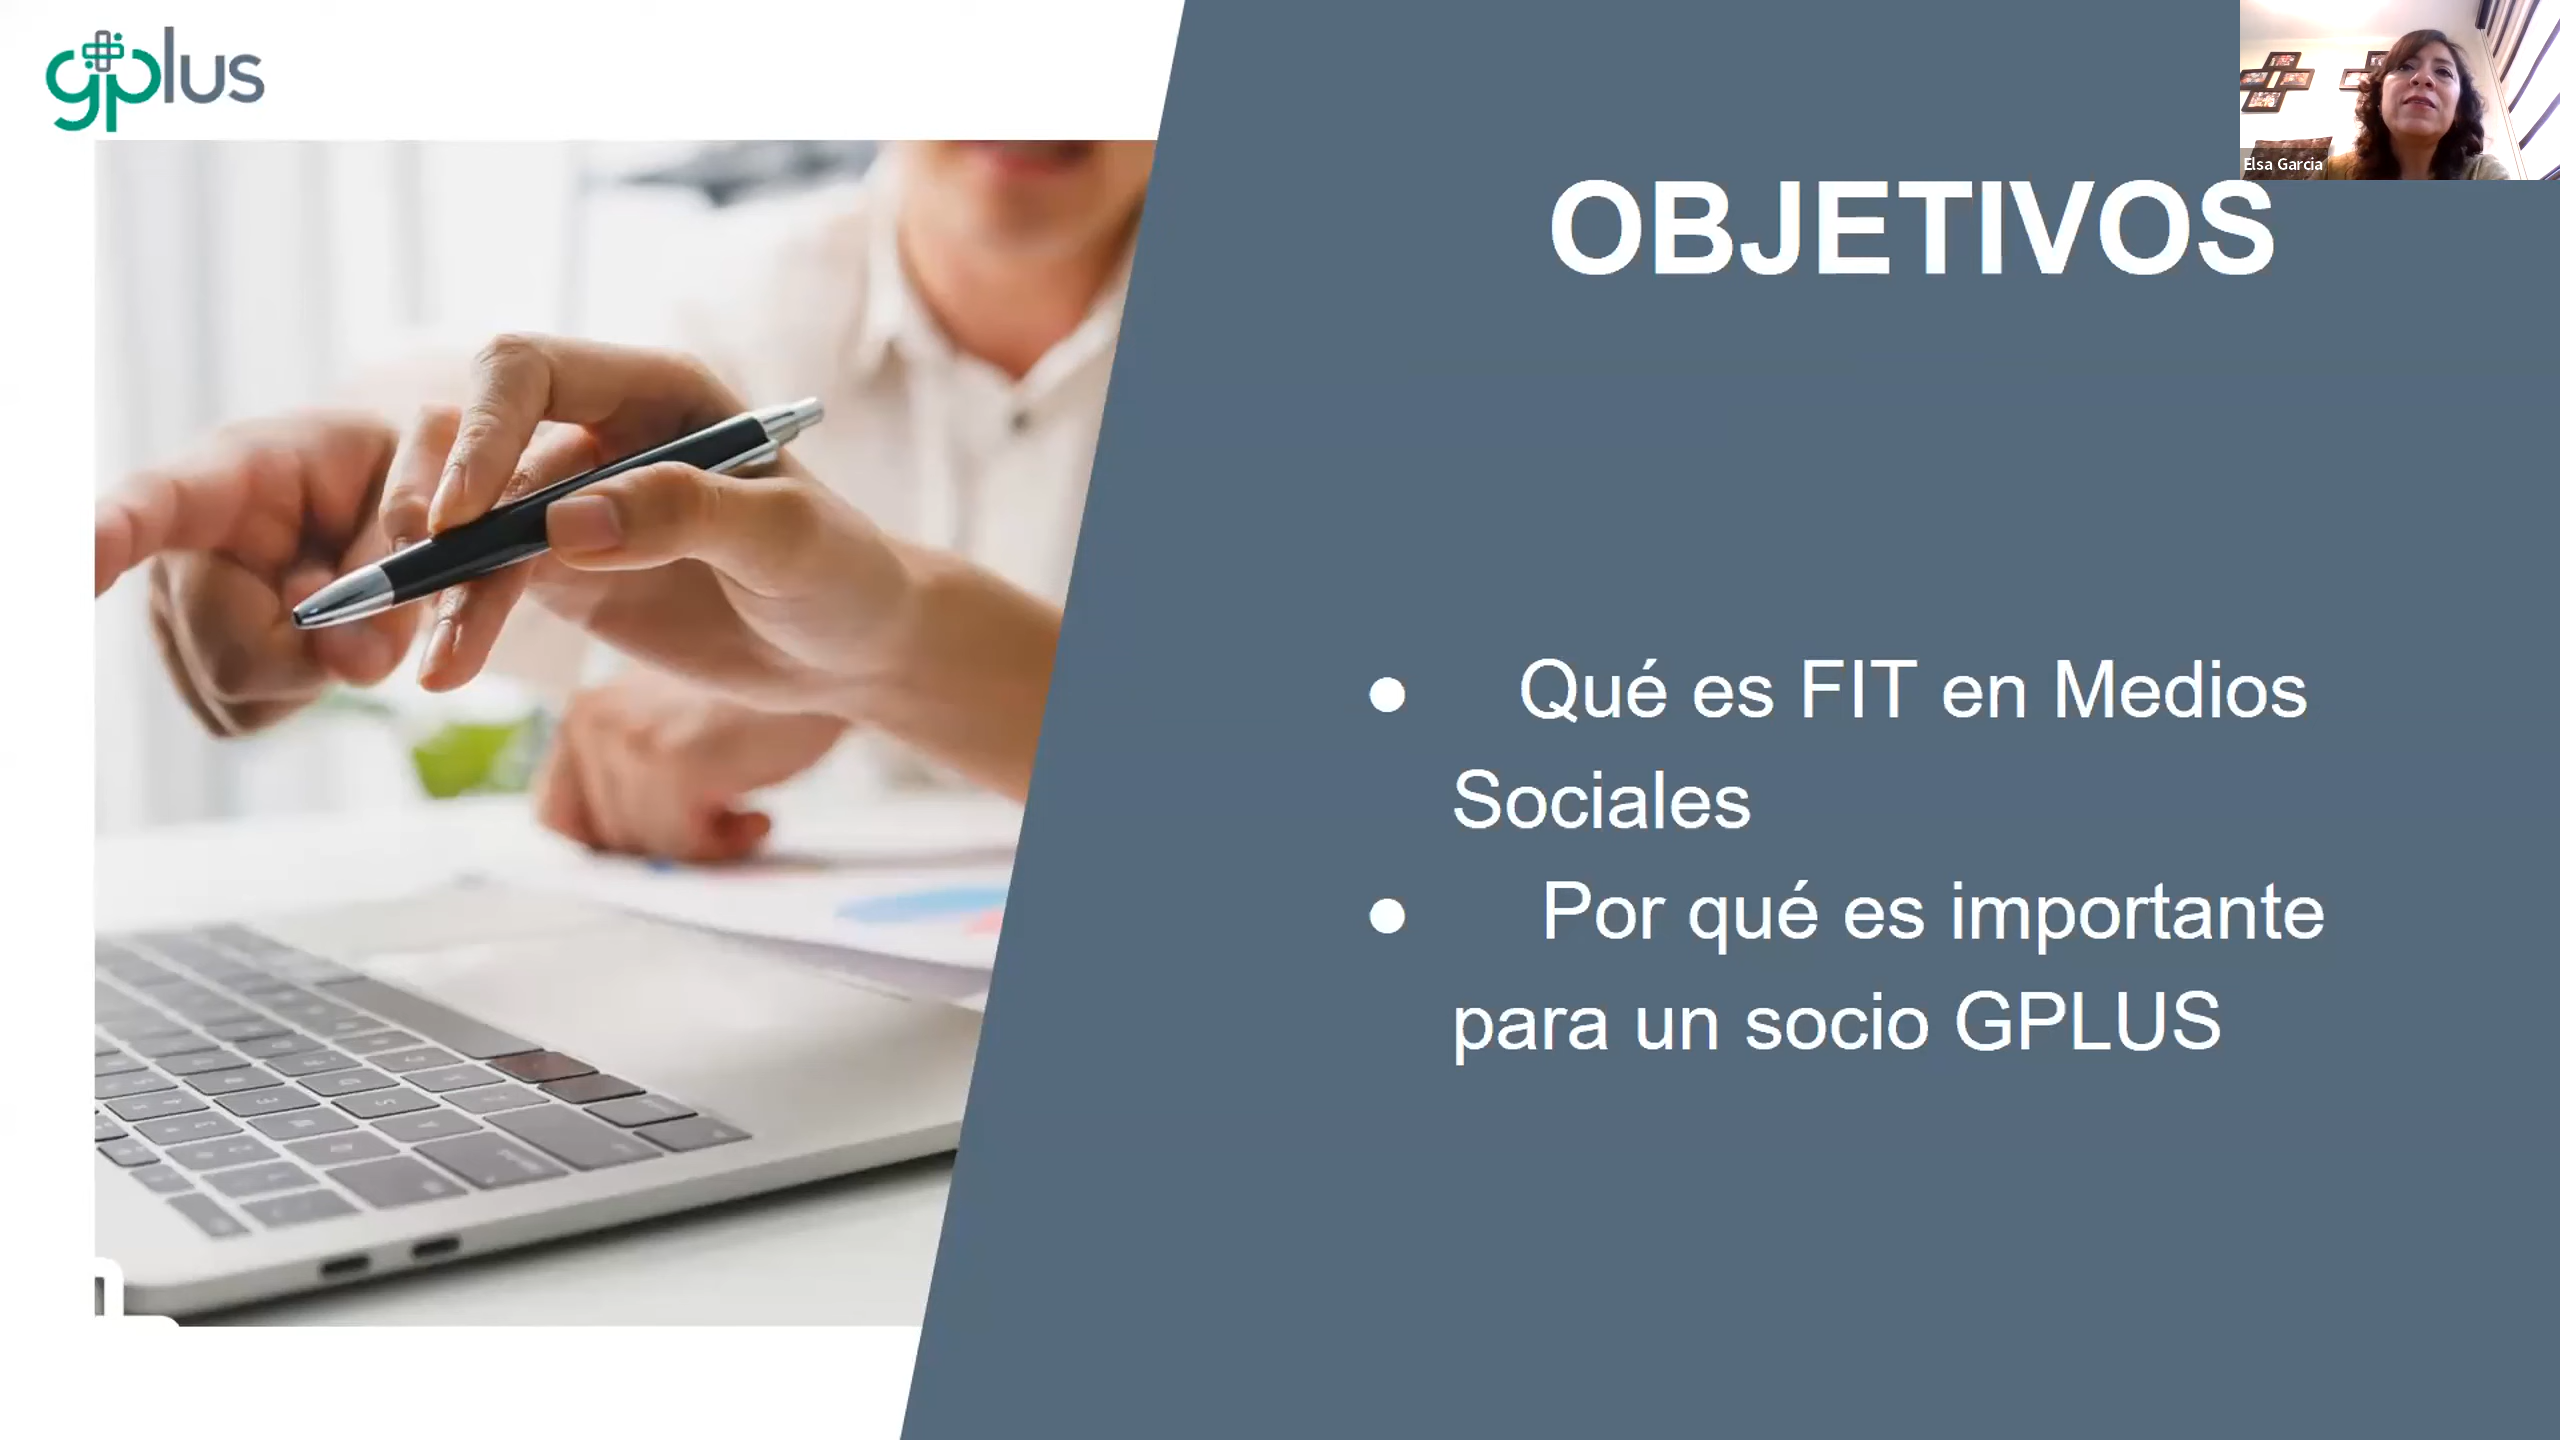 gplus
Elsa Garcia
OBJETIVOS
● Qué es FIT en Medios
Sociales
● Por qué es importante
para un socio GPLUS